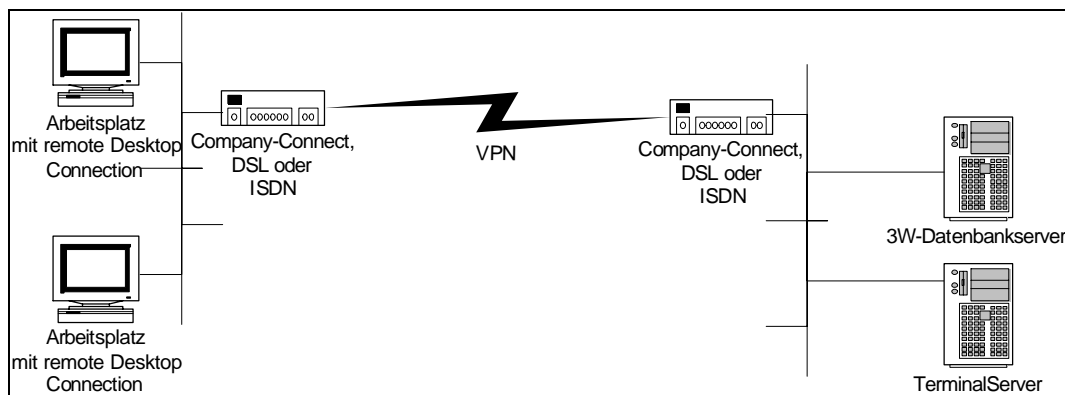 Arbeitsplatz
mit remote Desktop
Connection
Company-Connect,
DSL oder
ISDN
VPN
Company-Connect,
DSL oder
ISDN
3W-Datenbankserver
Arbeitsplatz
mit remote Desktop
Connection
TerminalServer